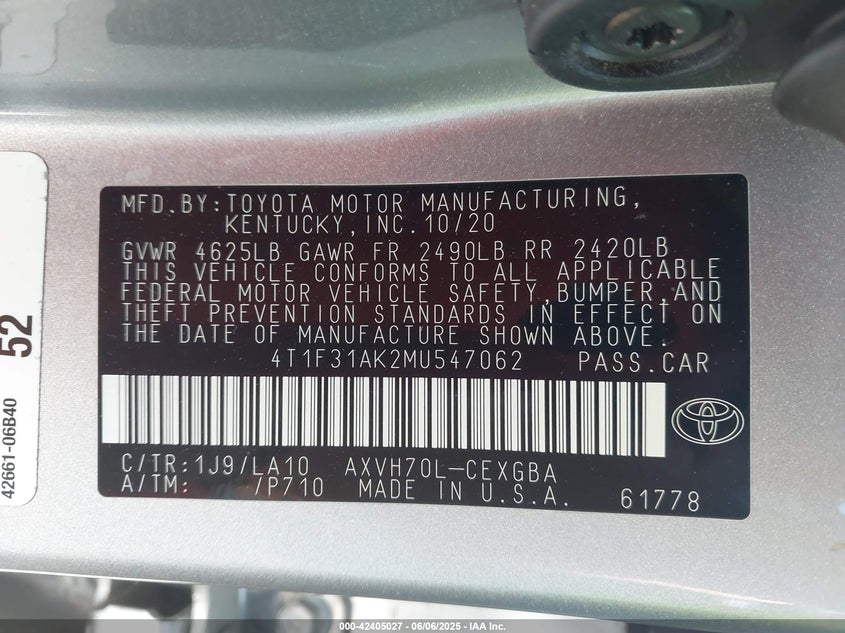 MFD.BY:TOYOTA MOTOR MANUFACTURING,
KENTUCKY,INC.10/20
GVWR 4625LB GAWR FR 2490LB RR 2420LB
THIS VEHICLE CONFORMS TO ALL APPLICABLE
FEDERAL MOTOR VEHICLE SAFETY,BUMPER,AND
THEFT PREVENTION STANDARDS IN EFFECT ON
THE DATE OF MANUFACTURE SHOWN ABOVE.
4T1F31AK2MU547062 PASS.CAR
C/TR:1J9/LA10 AXVH70L-CEXGBA
A/TM: /P710 MADE IN U.S.A. 61778
52
42661-06B40
000-42405027 - 06/06/2025 - IAA Inc.